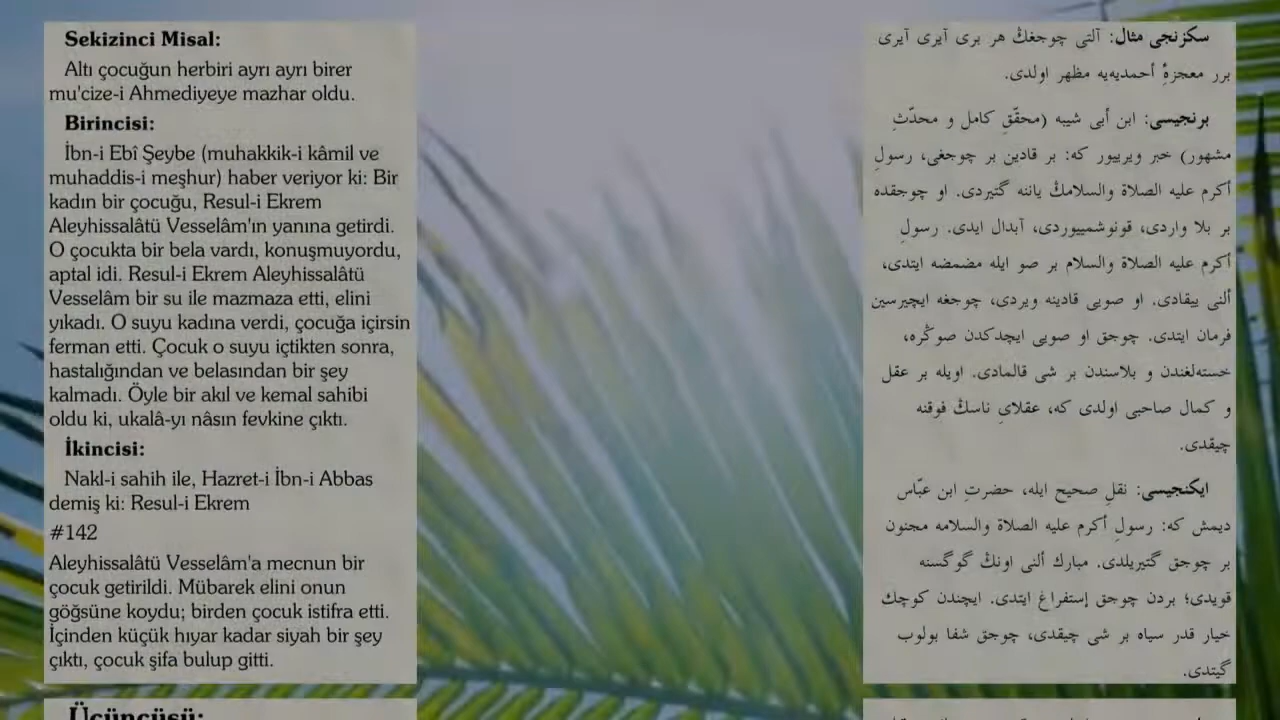 Sekizinci Misal:
Altı çocuğun herbiri ayrı ayrı birer
mu'cize-i Ahmediyeye mazhar oldu.
Birincisi:
İbn-i Ebî Şeybe (muhakkik-i kâmil ve
muhaddis-i meşhur) haber veriyor ki: Bir
kadın bir çocuğu, Resul-i Ekrem
Aleyhissalâtü Vesselâm'ın yanına getirdi.
O çocukta bir bela vardı, konuşmuyordu,
aptal idi. Resul-i Ekrem Aleyhissalâtü
Vesselâm bir su ile mazmaza etti, elini
yıkadı. O suyu kadına verdi, çocuğa içirsin
ferman etti. Çocuk o suyu içtikten sonra,
hastalığından ve belasından bir şey
kalmadı. Öyle bir akıl ve kemal sahibi
oldu ki, ukalâ-yı nâsın fevkine çıktı.
İkincisi:
Nakl-i sahih ile, Hazret-i İbn-i Abbas
demiş ki: Resul-i Ekrem
#142
Aleyhissalâtü Vesselâm'a mecnun bir
çocuk getirildi. Mübarek elini onun
göğsüne koydu; birden çocuk istifra etti.
İçinden küçük hıyar kadar siyah bir şey
çıktı, çocuk şifa bulup gitti.
Üçüncüsü:
سكزنجى مثال: آلتى چوجغڭ هر برى آيرى آيرى
برر معجزهٔ أحمديه‌يه مظهر اولدى.
برنجيسى: ابن أبى شيبه (محقّقِ كامل و محدّثِ
مشهور) خبر ويرييور كه: بر قادين بر چوجغى، رسولِ
أكرم عليه الصلاة والسلامڭ ياننه گتيردى. او چوجقده
بر بلا واردى، قونوشمييوردى، آبدال ايدى. رسولِ
أكرم عليه الصلاة والسلام بر صو ايله مضمضه ايتدى،
ألنى ييقادى. او صويى قادينه ويردى، چوجغه ايچيرسين
فرمان ايتدى. چوجق او صويى ايچدكدن صوڭره،
خسته‌لغندن و بلاسندن بر شى قالمادى. اويله بر عقل
و كمال صاحبى اولدى كه، عقلاىِ ناسڭ فوقنه
چيقدى.
ايكنجيسى: نقلِ صحيح ايله، حضرتِ ابن عبّاس
ديمش كه: رسولِ أكرم عليه الصلاة والسلامه مجنون
بر چوجق گتيريلدى. مبارك ألنى اونڭ گوگسنه
قويدى؛ بردن چوجق إستفراغ ايتدى. ايچندن كوچك
خيار قدر سياه بر شى چيقدى، چوجق شفا بولوب
گيتدى.